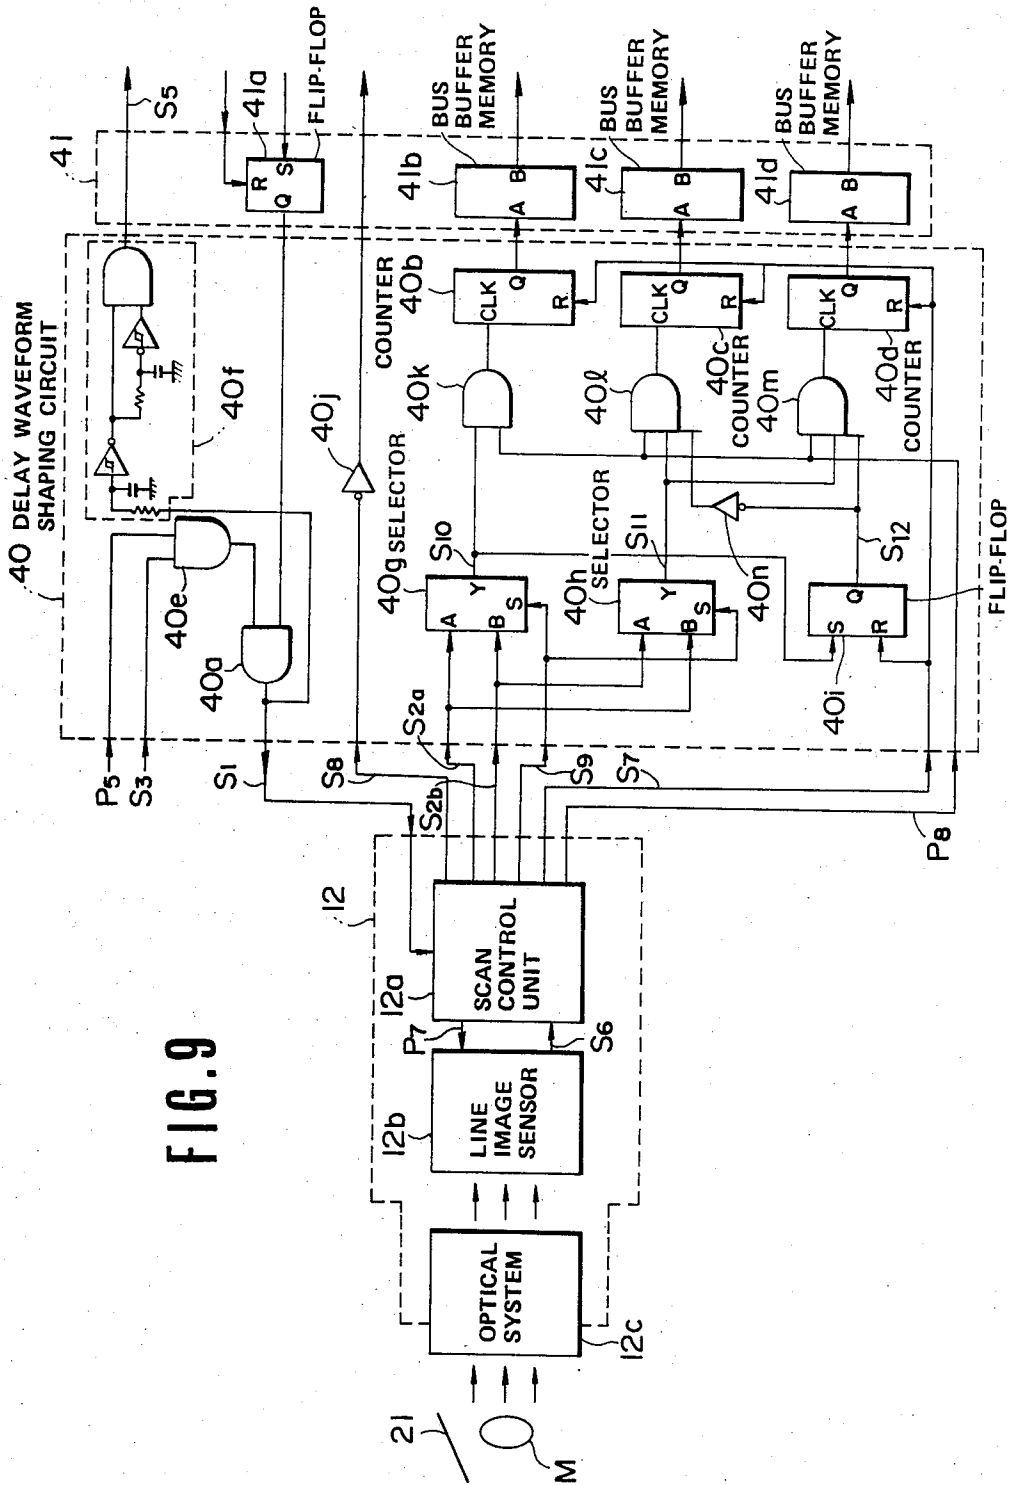 FIG.9
40 DELAY WAVEFORM
SHAPING CIRCUIT
41
S5
P5
S3
S1
40e
40a
40f
41a
R
Q
S
FLIP-FLOP
S8
40j
COUNTER
40b
CLK
Q
R
41b
A
B
BUS
BUFFER
MEMORY
40k
40g SELECTOR
A
B
Y
S
S10
S2a
S2b
40l
CLK
Q
R
40c
COUNTER
41c
A
B
BUS
BUFFER
MEMORY
40h
SELECTOR
A
B
Y
S
S11
40n
S9
S7
40m
CLK
Q
R
40d
COUNTER
41d
A
B
BUS
BUFFER
MEMORY
S12
S
Q
R
40i
FLIP-FLOP
P8
12
12a
SCAN
CONTROL
UNIT
P7
S6
12b
LINE
IMAGE
SENSOR
OPTICAL
SYSTEM
12c
21
M